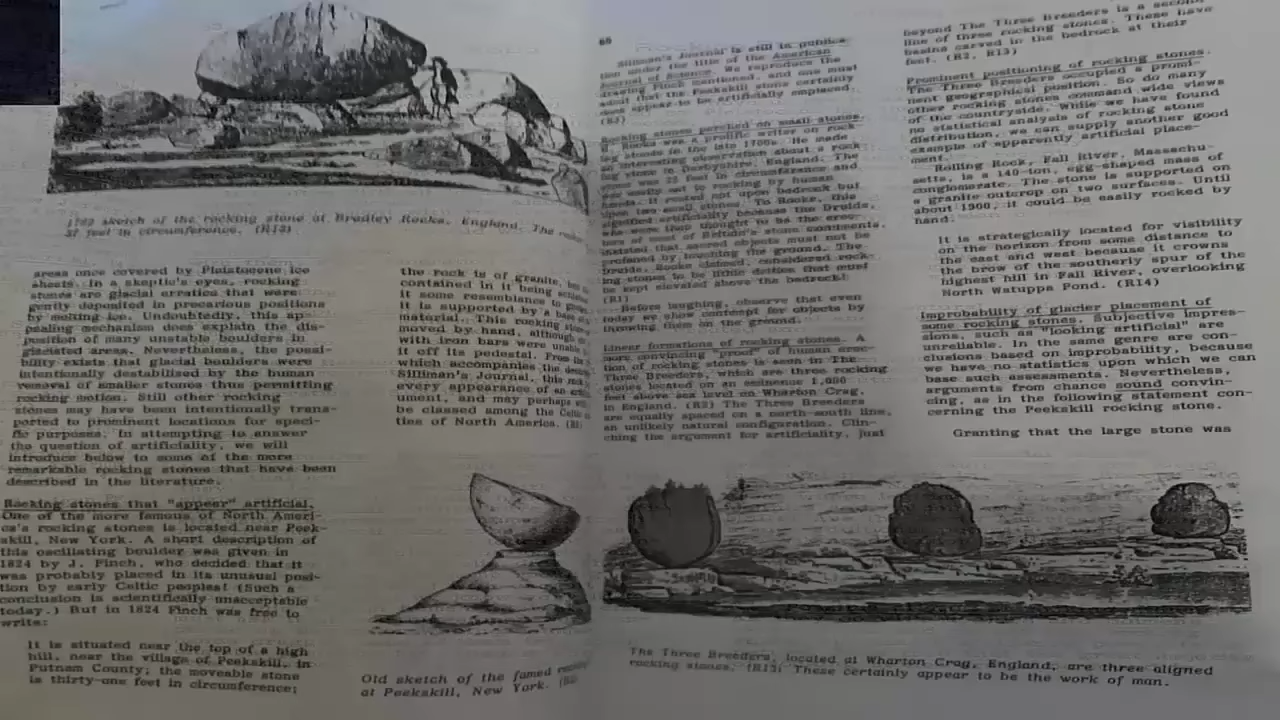 1782 sketch of the rocking stone at Bradley Rocks, England. The rocker
37 feet in circumference. (R13)
areas once covered by Pleistocene ice
sheets. In a skeptic's eyes, rocking
stones are glacial erratics that were
gently deposited in precarious positions
by melting ice. Undoubtedly, this ap-
pealing mechanism does explain the dis-
position of many unstable boulders in
glaciated areas. Nevertheless, the possi-
bility exists that glacial boulders were
intentionally destabilized by the human
removal of smaller stones thus permitting
rocking motion. Still other rocking
stones may have been intentionally trans-
ported to prominent locations for speci-
fic purposes. In attempting to answer
the question of artificiality, we will
introduce below to some of the more
remarkable rocking stones that have been
described in the literature.
Rocking stones that "appear" artificial.
One of the more famous of North Ameri-
ca's rocking stones is located near Peek-
skill, New York. A short description of
this oscillating boulder was given in
1824 by J. Finch, who decided that it
was probably placed in its unusual posi-
tion by early Celtic peoples! (Such a
conclusion is scientifically unacceptable
today.) But in 1824 Finch was free to
write:
It is situated near the top of a high
hill, near the village of Peekskill, in
Putnam County; the moveable stone
is thirty-one feet in circumference;
the rock is of granite, but
contained in it being
it some resemblance to
it is supported by a base
material. This rocking stone
moved by hand, although
with iron bars were unable
it off its pedestal. From
which accompanies the
Silliman's Journal, this
every appearance of an
ument, and may perhaps
be classed among the Celtic
ties of North America.
Old sketch of the famed
at Peekskill, New York.
60
Silliman's Journal is still in publica-
tion under the title of the American
Journal of Science. We reproduce the
drawing Finch mentioned, and one must
admit that the Peekskill stone certainly
does appear to be artificially emplaced.
Rocking stones perched on small stones.
H. Rooke was a prolific writer on rock-
ing stones in the late 1700s. He made
an interesting observation about a rock-
ing stone in Derbyshire, England. The
stone was 25 feet in circumference and
was easily set to rocking by human
hands. It rested not upon bedrock but
upon two small stones. To Rooke, this
signified artificiality because the Druids,
who were then thought to be the erec-
tors of most of Britain's stone monuments,
insisted that sacred objects must not be
profaned by touching the ground. The
Druids, Rooke claimed, considered rock-
ing stones to be little deities that must
be kept elevated above the bedrock!
(R1)
Before laughing, observe that even
today we show contempt for objects by
throwing them on the ground.
Linear formations of rocking stones. A
more convincing "proof" of human erec-
tion of rocking stones is seen in The
Three Breeders, which are three rocking
stones located on an eminence
feet above sea level on Wharton Crag,
in England. (R2) The Three Breeders
are equally spaced on a north-south line,
an unlikely natural configuration. Clin-
ching the argument for artificiality, just
beyond The Three Breeders is a second
line of three rocking stones. These have
basins carved in the bedrock at their
feet. (R2, R13)
Prominent positioning of rocking stones.
The Three Breeders occupied a promi-
nent geographical position. So do many
other rocking stones command wide views
of the countryside. While we have found
no statistical analysis of rocking stone
distribution, we can supply another good
example of apparently artificial place-
ment.
Rolling Rock, Fall River, Massachu-
setts, is a 140-ton, egg-shaped mass of
conglomerate. The stone is supported on
a granite outcrop on two surfaces. Until
about 1900, it could be easily rocked by
hand.
It is strategically located for visibility
on the horizon from some distance to
the east and west because it crowns
the brow of the southerly spur of the
highest hill in Fall River, overlooking
North Watuppa Pond. (R14)
Improbability of glacier placement of
some rocking stones. Subjective impres-
sions, such as "looking artificial" are
unreliable. In the same genre are con-
clusions based on improbability, because
we have no statistics upon which we can
base such assessments. Nevertheless,
arguments from chance sound convin-
cing, as in the following statement con-
cerning the Peekskill rocking stone.
Granting that the large stone was
The Three Breeders, located at Wharton Crag, England, are three aligned
rocking stones. (R13) These certainly appear to be the work of man.